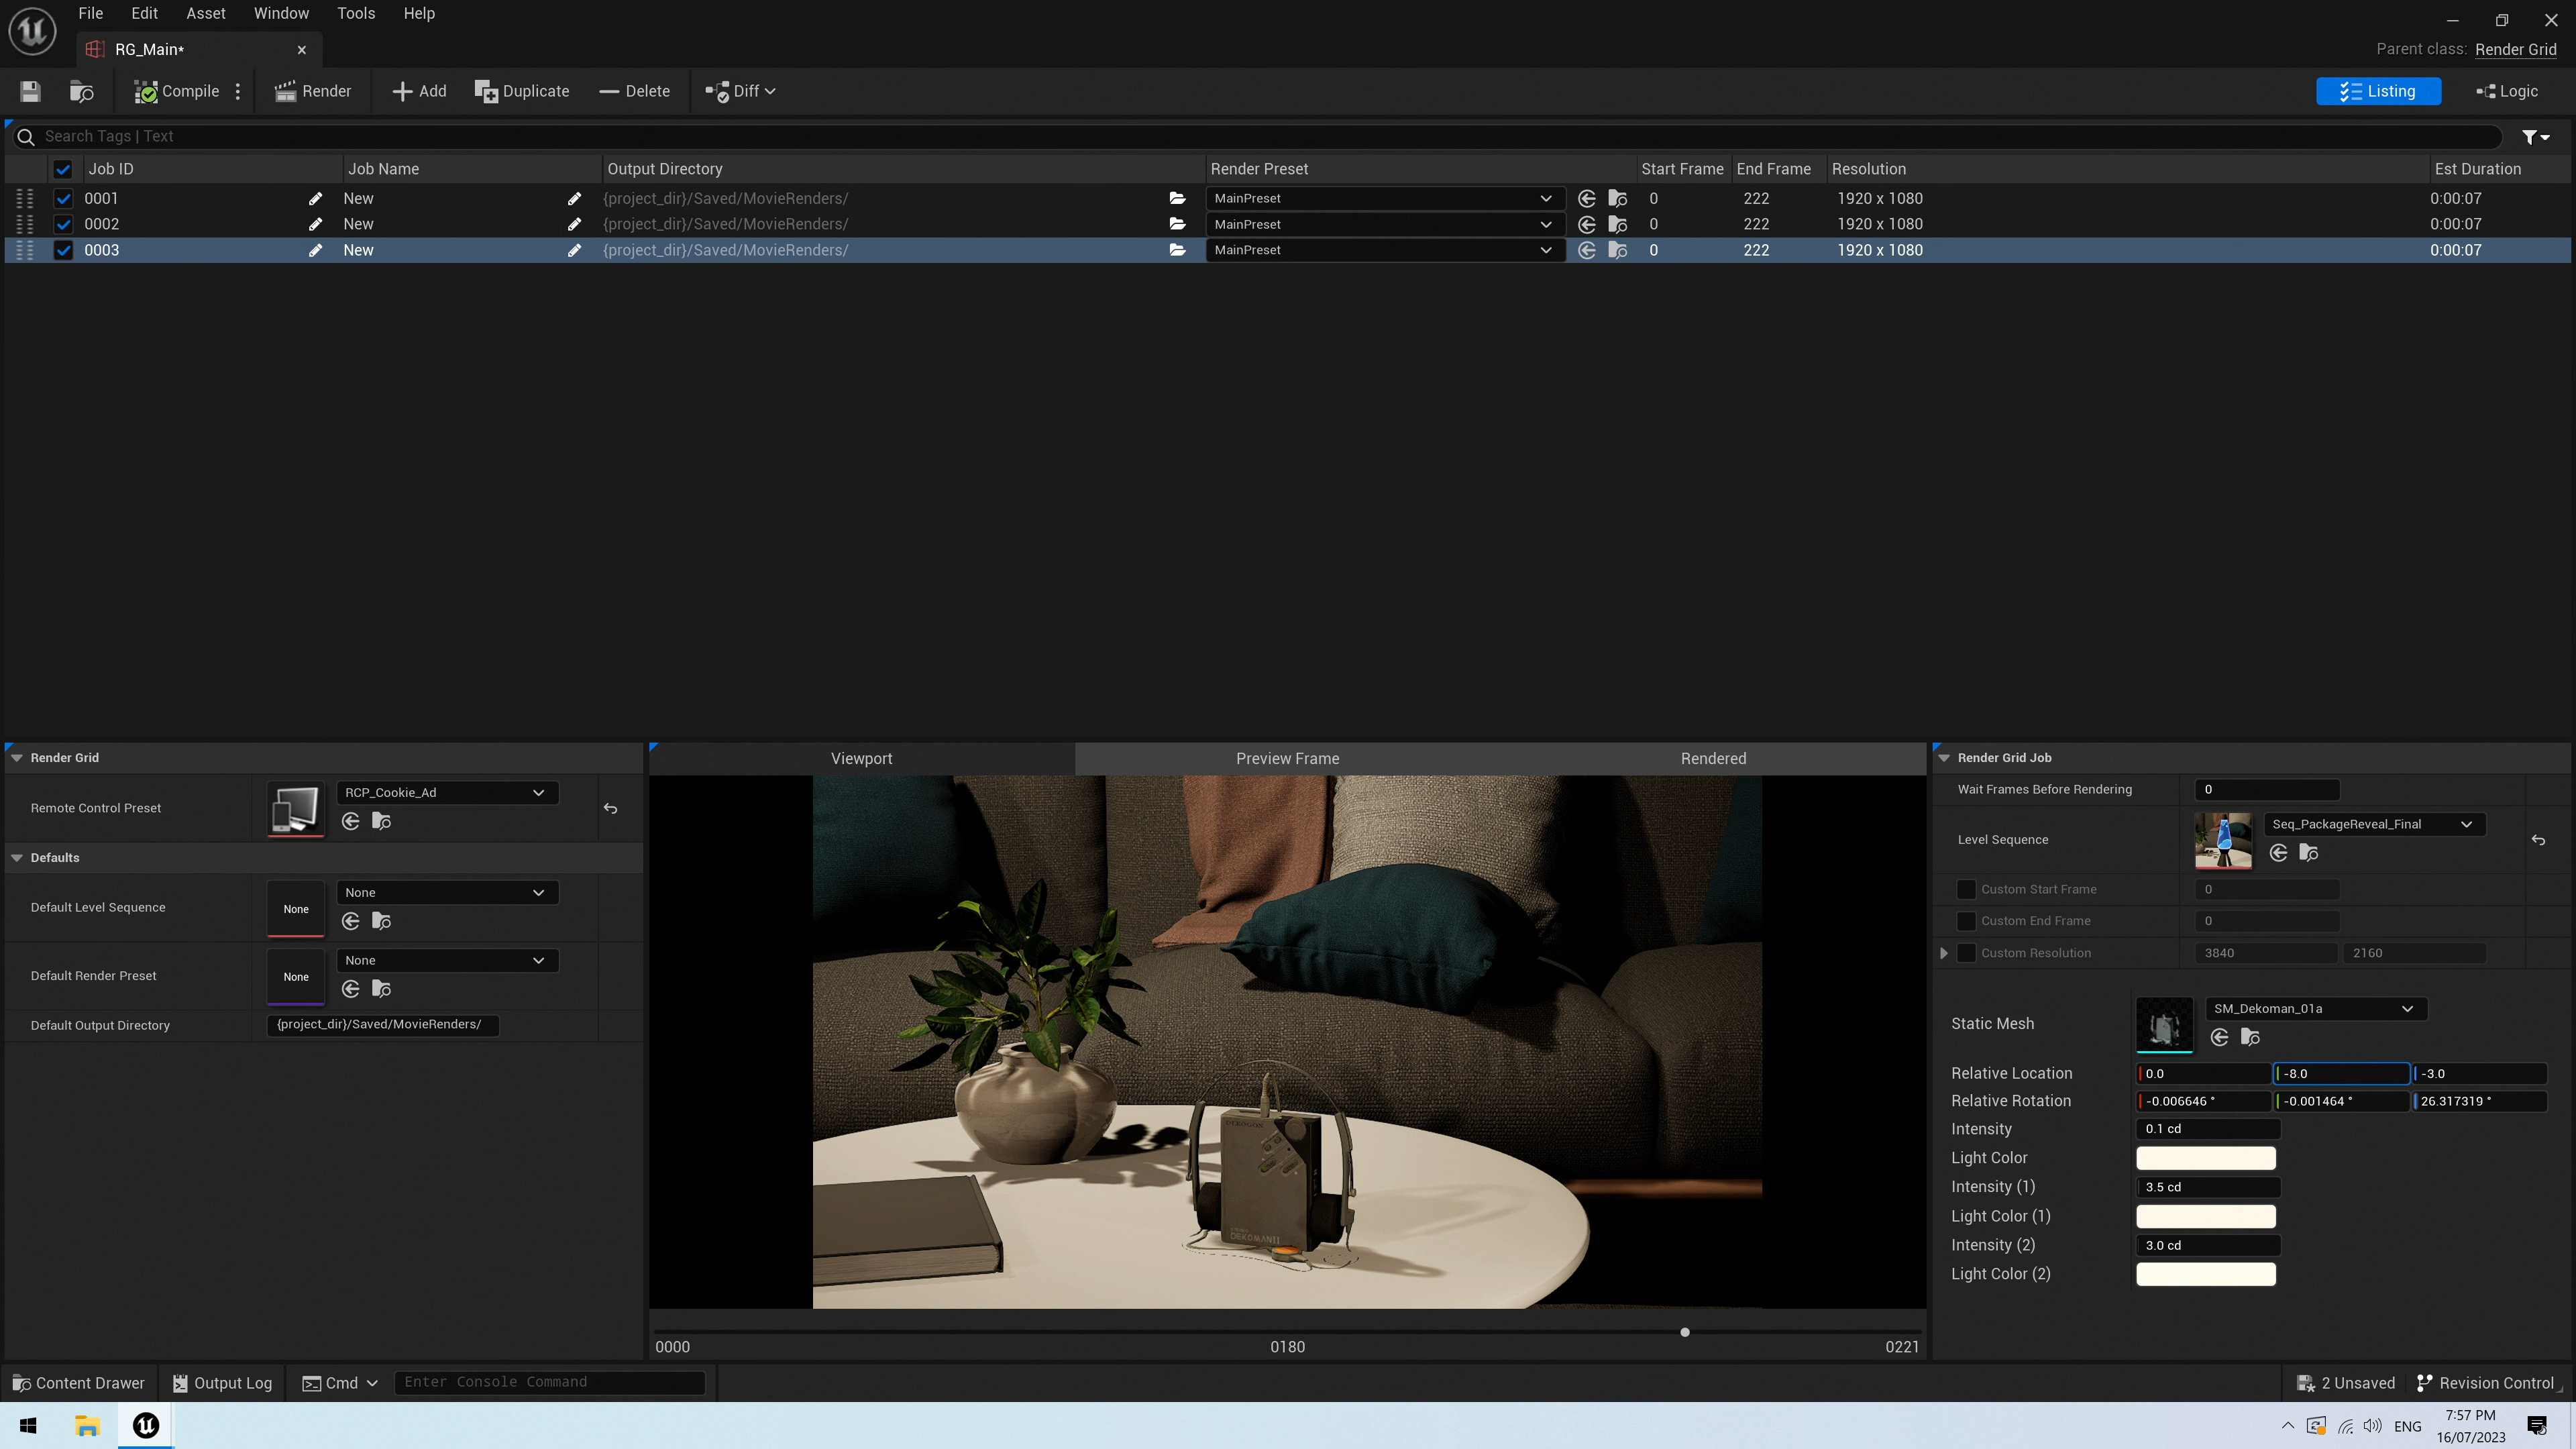 File Edit Asset Window Tools Help
RG_Main*
Parent class: Render Grid
Compile Render Add Duplicate Delete Diff Listing Logic
Search Tags | Text
Job ID Job Name Output Directory Render Preset Start Frame End Frame Resolution Est Duration
0001 New {project_dir}/Saved/MovieRenders/ MainPreset 0 222 1920 x 1080 0:00:07
0002 New {project_dir}/Saved/MovieRenders/ MainPreset 0 222 1920 x 1080 0:00:07
0003 New {project_dir}/Saved/MovieRenders/ MainPreset 0 222 1920 x 1080 0:00:07
Render Grid
Remote Control Preset
RCP_Cookie_Ad
Defaults
Default Level Sequence
None
None
Default Render Preset
None
None
Default Output Directory {project_dir}/Saved/MovieRenders/
Viewport Preview Frame Rendered
DEKOGON
DEKOMANII
0000 0180 0221
Render Grid Job
Wait Frames Before Rendering 0
Level Sequence
Seq_PackageReveal_Final
Custom Start Frame 0
Custom End Frame 0
Custom Resolution 3840 2160
Static Mesh
SM_Dekoman_01a
Relative Location 0.0 -8.0 -3.0
Relative Rotation -0.006646 ° -0.001464 ° 26.317319 °
Intensity 0.1 cd
Light Color
Intensity (1) 3.5 cd
Light Color (1)
Intensity (2) 3.0 cd
Light Color (2)
Content Drawer Output Log Cmd Enter Console Command 2 Unsaved Revision Control
ENG
7:57 PM
16/07/2023